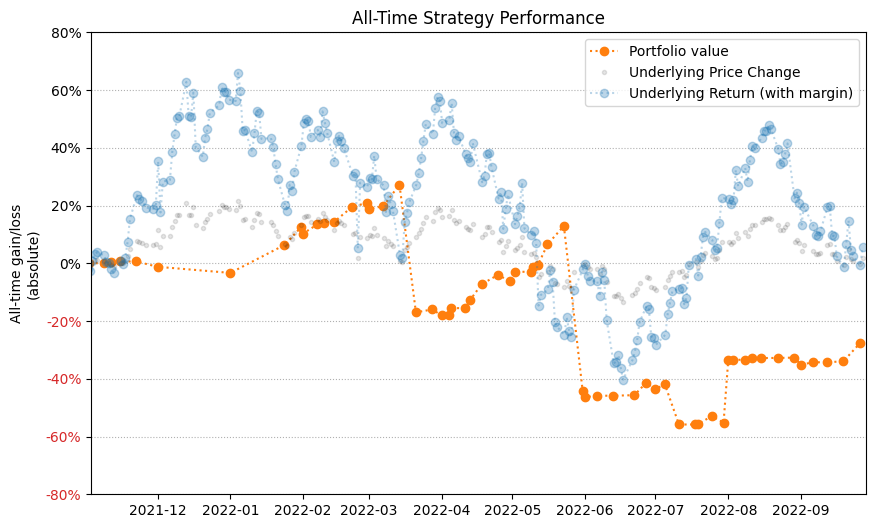 All-Time Strategy Performance
All-time gain/loss
(absolute)
80%
60%
40%
20%
0%
-20%
-40%
-60%
-80%
Portfolio value
Underlying Price Change
Underlying Return (with margin)
2021-12 2022-01 2022-02 2022-03 2022-04 2022-05 2022-06 2022-07 2022-08 2022-09